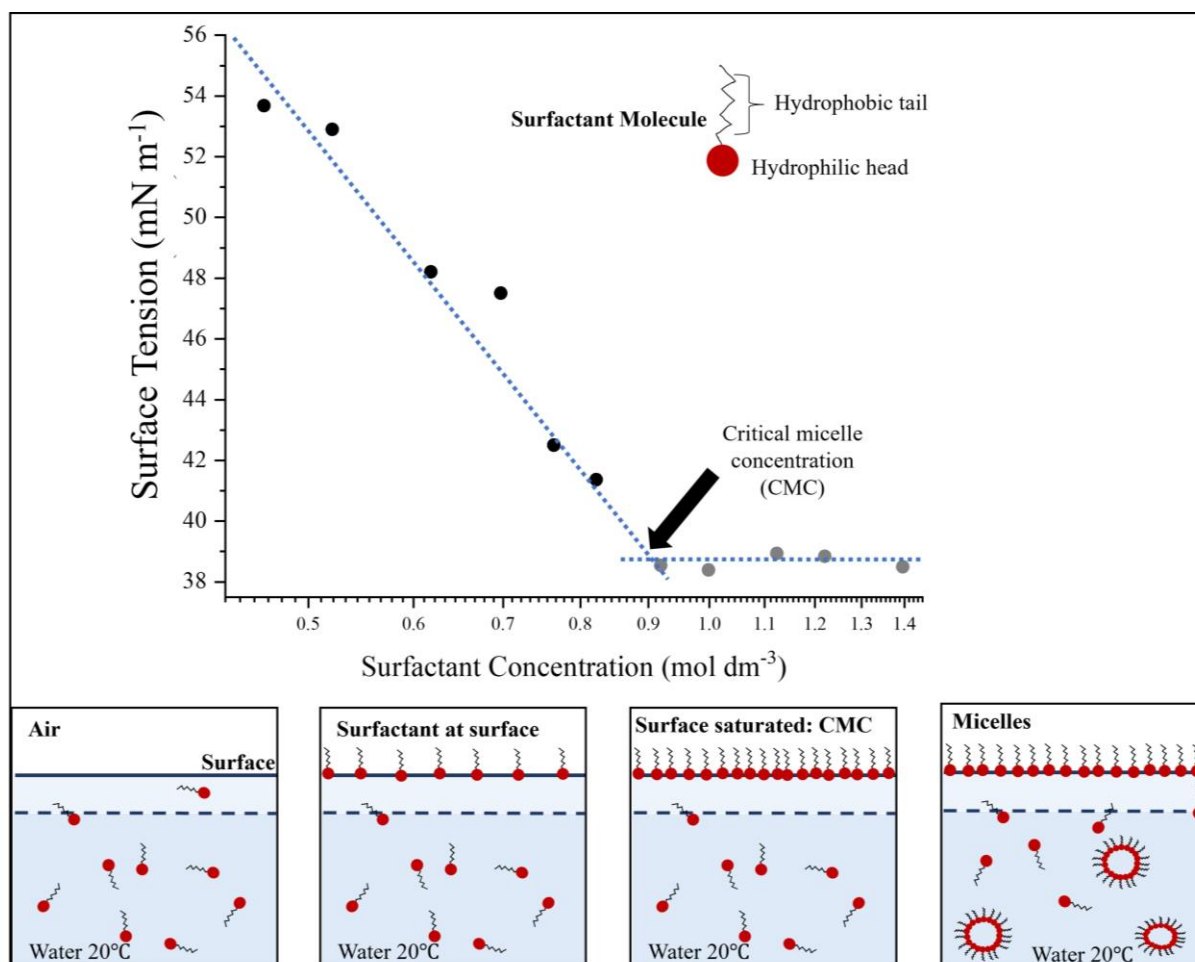 56
54
52
50
48
46
44
42
40
38
Surface Tension (mN m⁻¹)
Hydrophobic tail
Surfactant Molecule
Hydrophilic head
Critical micelle
concentration
(CMC)
0.5
0.6
0.7
0.8
0.9
1.0
1.1
1.2
1.3
1.4
Surfactant Concentration (mol dm⁻³)
Air
Surface
Water 20°C
Surfactant at surface
Water 20°C
Surface saturated: CMC
Water 20°C
Micelles
Water 20°C